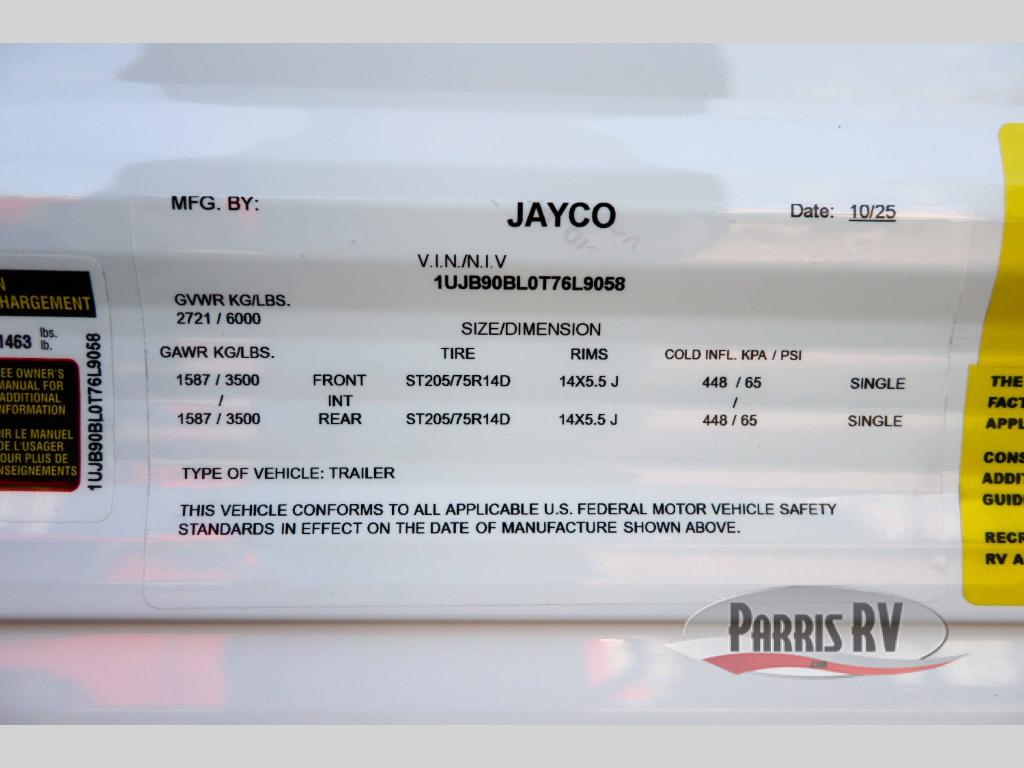 MFG. BY: JAYCO Date: 10/25
V.I.N./N.I.V
1UJB90BL0T76L9058
GVWR KG/LBS.
2721 / 6000
SIZE/DIMENSION
GAWR KG/LBS. TIRE RIMS COLD INFL. KPA / PSI
1587 / 3500 FRONT ST205/75R14D 14X5.5 J 448 / 65 SINGLE
/ INT /
1587 / 3500 REAR ST205/75R14D 14X5.5 J 448 / 65 SINGLE
TYPE OF VEHICLE: TRAILER
THIS VEHICLE CONFORMS TO ALL APPLICABLE U.S. FEDERAL MOTOR VEHICLE SAFETY
STANDARDS IN EFFECT ON THE DATE OF MANUFACTURE SHOWN ABOVE.
N
HARGEMENT
1463 lbs.
lb.
EE OWNER'S
MANUAL FOR
ADDITIONAL
NFORMATION
OIR LE MANUEL
DE L'USAGER
OUR PLUS DE
NSEIGNEMENTS
1UJB90BL0T76L9058
THE
FACT
APPL
CONS
ADDIT
GUID
RECR
RV A
PARRIS RV
.com